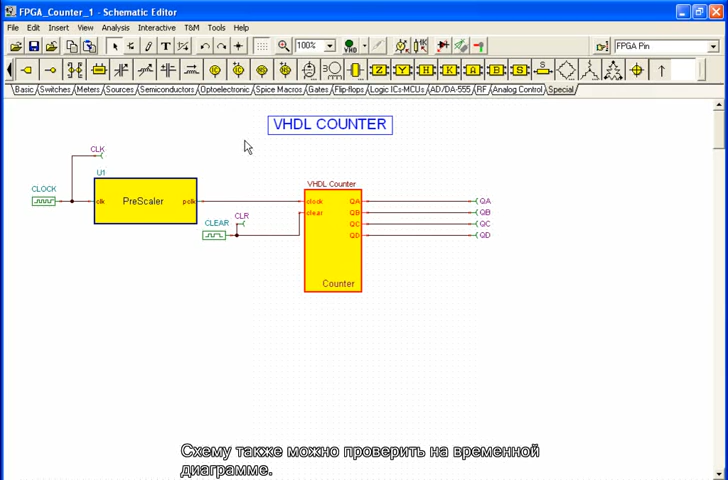 FPGA_Counter_1 - Schematic Editor
File Edit Insert View Analysis Interactive T&M Tools Help
100% VHD FPGA Pin
Basic Switches Meters Sources Semiconductors Optoelectronic Spice Macros Gates Flip-flops Logic ICs-MCUs AD/DA-555 RF Analog Control Special
VHDL COUNTER
CLK
U1
VHDL Counter
CLOCK
clk PreScaler pclk
clock QA QA
clear QB QB
CLR
CLEAR
QC QC
QD QD
Counter
Схему также можно проверить на временной
диаграмме.